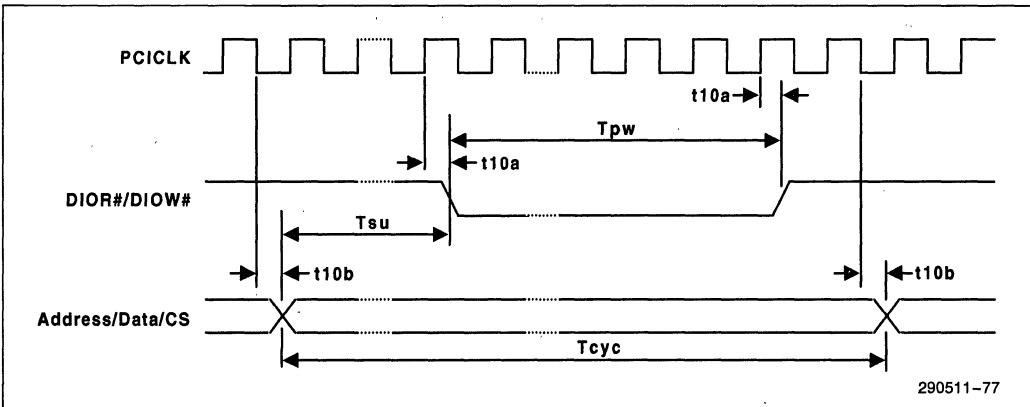 PCICLK
t10a
Tpw
t10a
DIOR#/DIOW#
Tsu
t10b
t10b
Address/Data/CS
Tcyc
290511-77